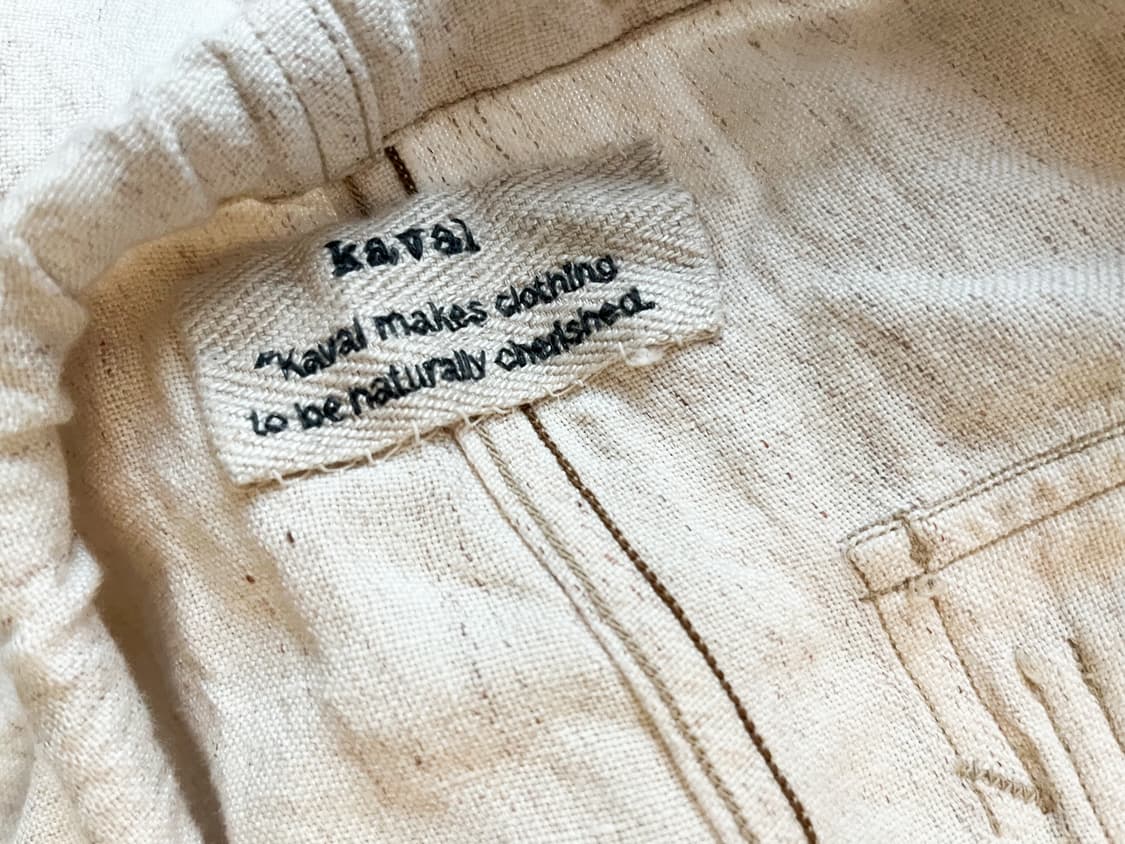 kaval
"Kaval makes clothing
to be naturally cherished.